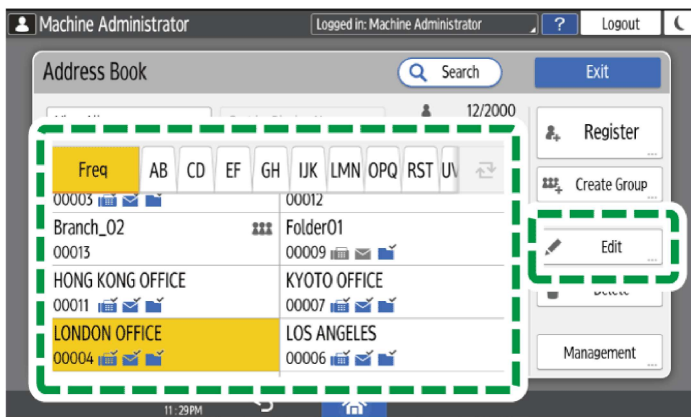 Machine Administrator
Logged in: Machine Administrator
?
Logout
Address Book
Search
Exit
12/2000
Register
Freq
AB
CD
EF
GH
IJK
LMN
OPQ
RST
UV
00003
00012
Create Group
Branch_02
00013
Folder01
00009
Edit
HONG KONG OFFICE
00011
KYOTO OFFICE
00007
LONDON OFFICE
00004
LOS ANGELES
00006
Management
11:29PM